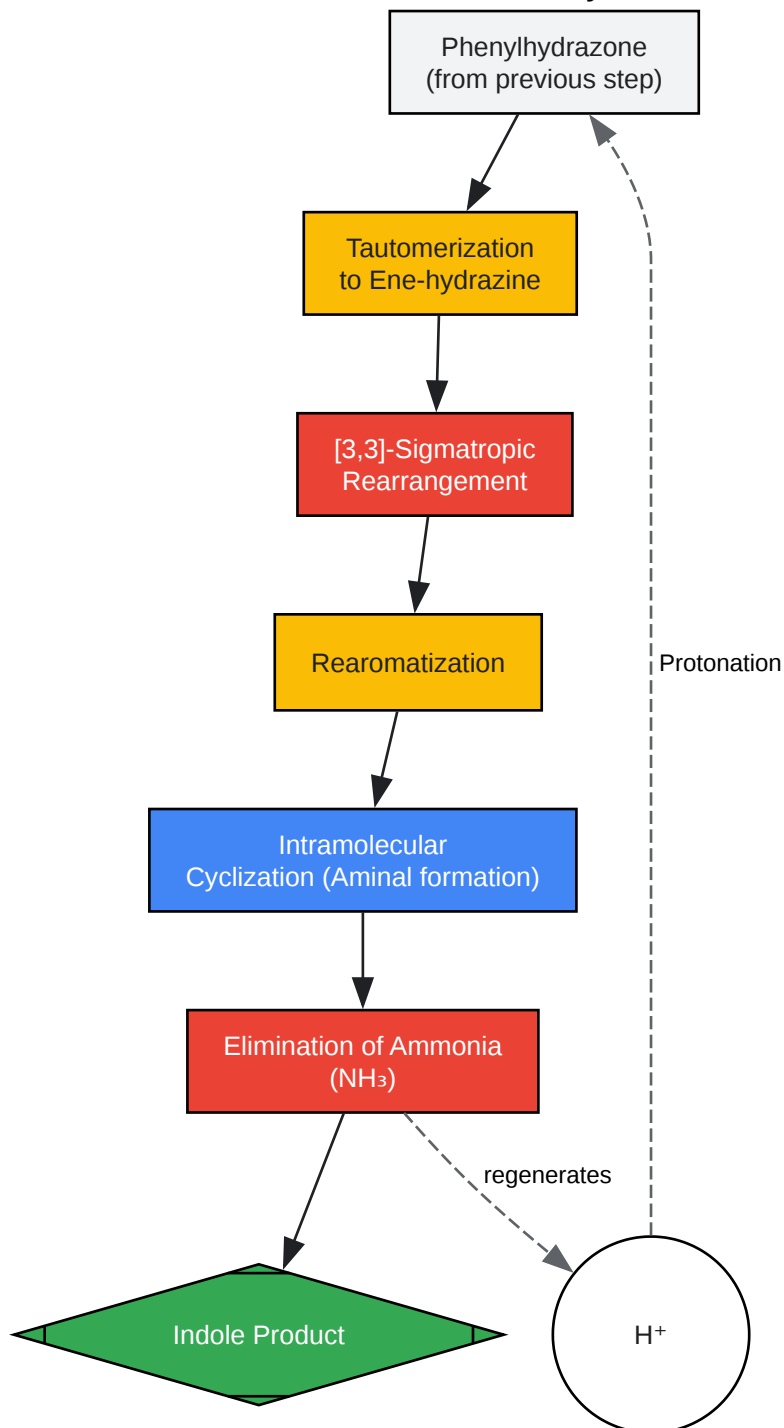 Phenylhydrazone
(from previous step)
Tautomerization
to Ene-hydrazine
[3,3]-Sigmatropic
Rearrangement
Rearomatization
Protonation
Intramolecular
Cyclization (Aminal formation)
Elimination of Ammonia
(NH₃)
regenerates
Indole Product
H⁺